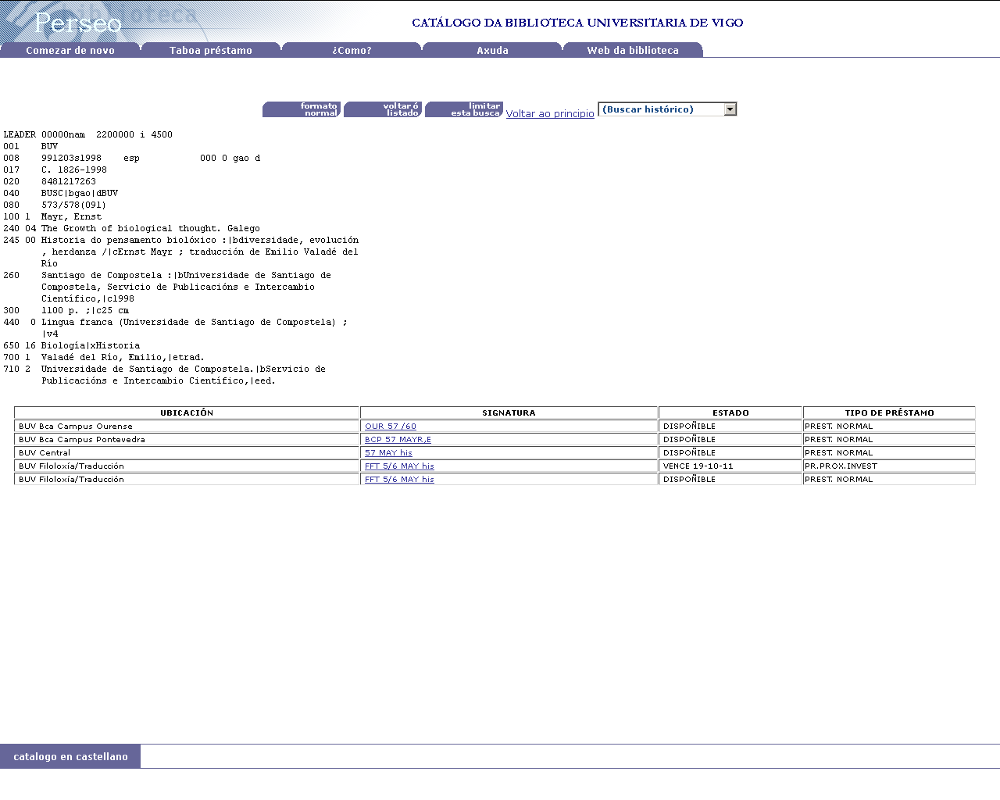 biblioteca
Perseo
CATÁLOGO DA BIBLIOTECA UNIVERSITARIA DE VIGO
Comezar de novo Taboa préstamo ¿Como? Axuda Web da biblioteca
formato normal voltar ó listado limitar esta busca Voltar ao principio (Buscar histórico)
LEADER 00000nam  2200000 i 4500
001    BUV
008    991203s1998    esp           000 0 gao d
017    C. 1826-1998
020    8481217263
040    BUSC|bgao|dBUV
080    573/578(091)
100 1  Mayr, Ernst
240 04 The Growth of biological thought. Galego
245 00 Historia do pensamento biolóxico :|bdiversidade, evolución
, herdanza /|cErnst Mayr ; traducción de Emilio Valadé del
Río
260    Santiago de Compostela :|bUniversidade de Santiago de
Compostela, Servicio de Publicacións e Intercambio
Científico,|c1998
300    1100 p. ;|c25 cm
440  0 Lingua franca (Universidade de Santiago de Compostela) ;
|v4
650 16 Biología|xHistoria
700 1  Valadé del Río, Emilio,|etrad.
710 2  Universidade de Santiago de Compostela.|bServicio de
Publicacións e Intercambio Científico,|eed.
UBICACIÓN SIGNATURA ESTADO TIPO DE PRÉSTAMO
BUV Bca Campus Ourense OUR 57 /60 DISPOÑIBLE PREST. NORMAL
BUV Bca Campus Pontevedra BCP 57 MAYR,E DISPOÑIBLE PREST. NORMAL
BUV Central 57 MAY his DISPOÑIBLE PREST. NORMAL
BUV Filoloxía/Traducción FFT 5/6 MAY his VENCE 19-10-11 PR.PROX.INVEST
BUV Filoloxía/Traducción FFT 5/6 MAY his DISPOÑIBLE PREST. NORMAL
catalogo en castellano